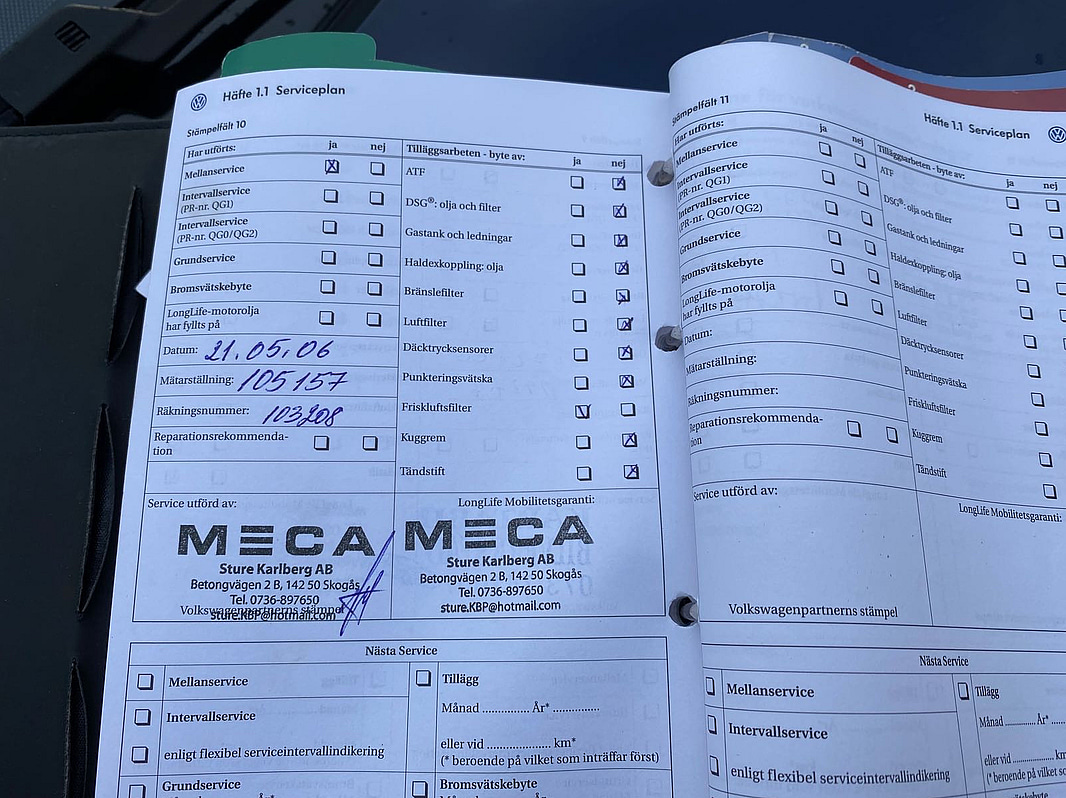 Häfte 1.1 Serviceplan
Stämpelfält 10
Har utförts: ja nej
Mellanservice
Intervallservice
(PR-nr. QG1)
Intervallservice
(PR-nr. QG0/QG2)
Grundservice
Bromsvätskebyte
LongLife-motorolja
har fyllts på
Datum: 21.05.06
Mätarställning: 105157
Räkningsnummer: 103208
Reparationsrekommenda-
tion
Tilläggsarbeten - byte av: ja nej
ATF
DSG®: olja och filter
Gastank och ledningar
Haldexkoppling: olja
Bränslefilter
Luftfilter
Däcktrycksensorer
Punkteringsvätska
Friskluftsfilter
Kuggrem
Tändstift
Service utförd av:
MECA
Sture Karlberg AB
Betongvägen 2 B, 142 50 Skogås
Tel. 0736-897650
Volkswagenpartnerns stämpel
sture.KBP@hotmail.com
LongLife Mobilitetsgaranti:
MECA
Sture Karlberg AB
Betongvägen 2 B, 142 50 Skogås
Tel. 0736-897650
sture.KBP@hotmail.com
Nästa Service
Mellanservice
Intervallservice
enligt flexibel serviceintervallindikering
Grundservice
Tillägg
Månad ............... År* ..............
eller vid .................... km*
(* beroende på vilket som inträffar först)
Bromsvätskebyte
Häfte 1.1 Serviceplan
Stämpelfält 11
Har utförts: ja nej
Mellanservice
Intervallservice
(PR-nr. QG1)
Intervallservice
(PR-nr. QG0/QG2)
Grundservice
Bromsvätskebyte
LongLife-motorolja
har fyllts på
Datum:
Mätarställning:
Räkningsnummer:
Reparationsrekommenda-
tion
Tilläggsarbeten - byte av: ja nej
ATF
DSG®: olja och filter
Gastank och ledningar
Haldexkoppling: olja
Bränslefilter
Luftfilter
Däcktrycksensorer
Punkteringsvätska
Friskluftsfilter
Kuggrem
Tändstift
Service utförd av:
LongLife Mobilitetsgaranti:
Volkswagenpartnerns stämpel
Nästa Service
Mellanservice
Intervallservice
enligt flexibel serviceintervallindikering
Tillägg
Månad .......... År* ......
eller vid .................... km
(* beroende på vilket som